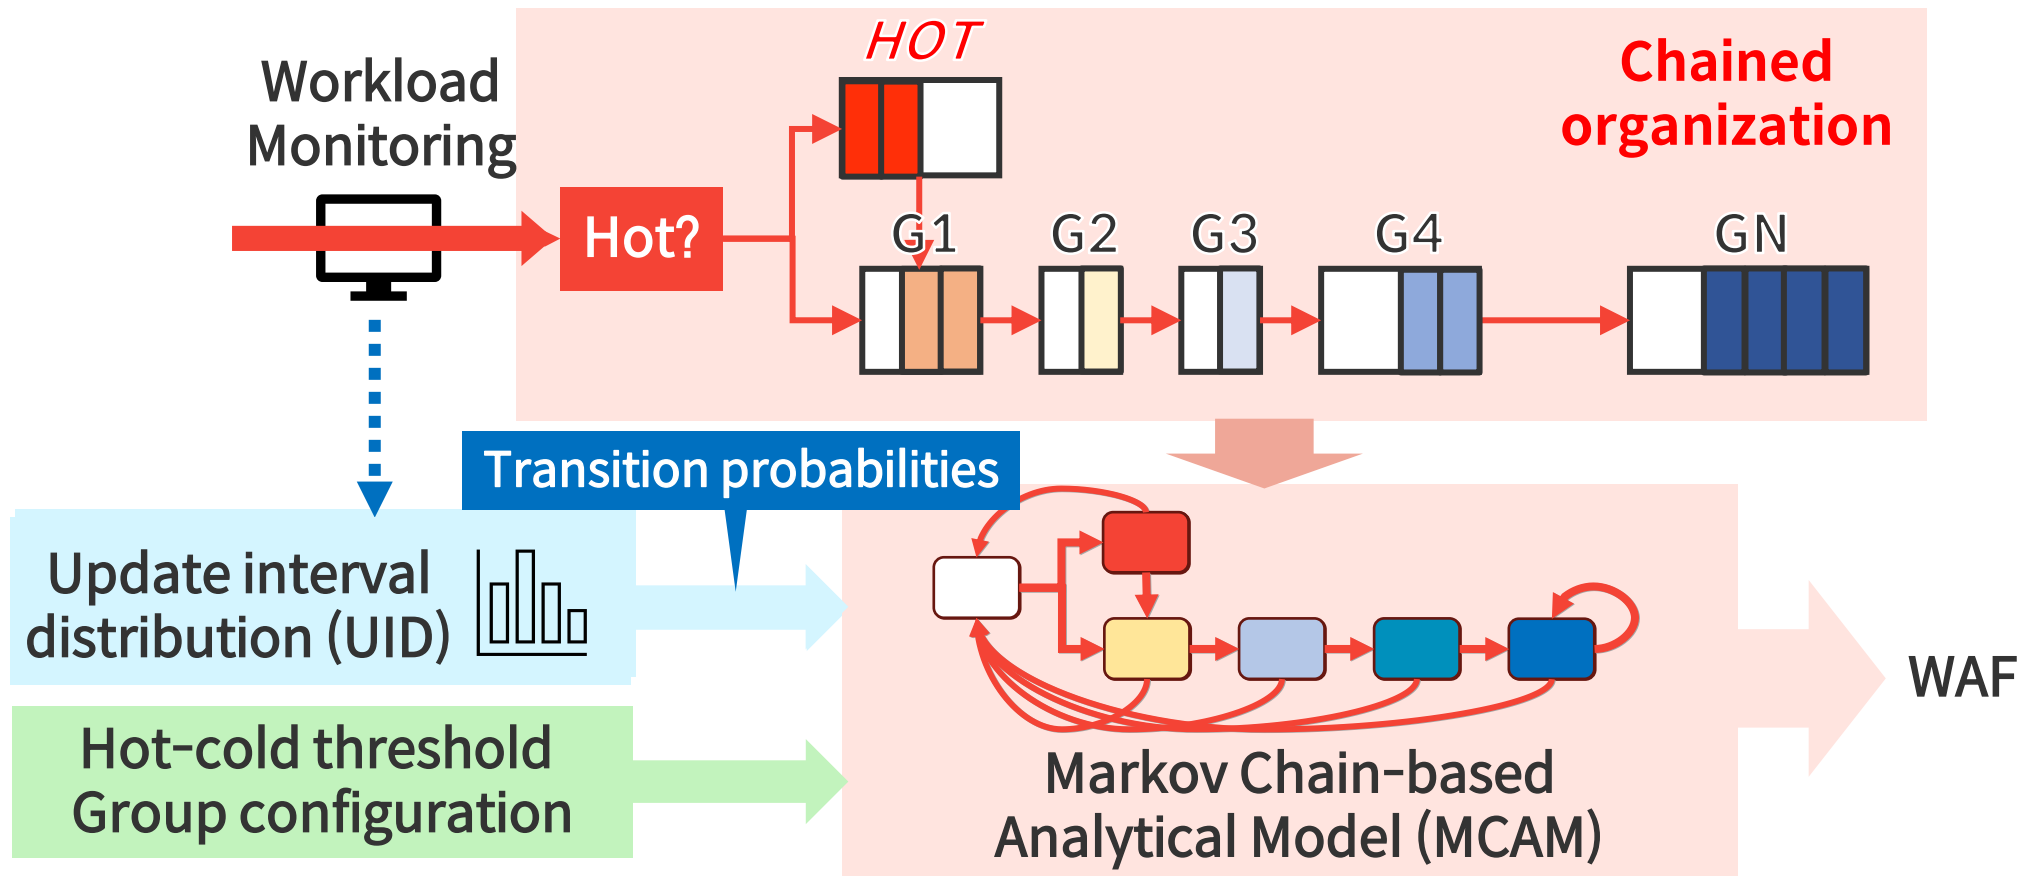 Workload
Monitoring
HOT
Chained
organization
Hot?
G1
G2
G3
G4
GN
Transition probabilities
Update interval
distribution (UID)
Hot-cold threshold
Group configuration
Markov Chain-based
Analytical Model (MCAM)
WAF